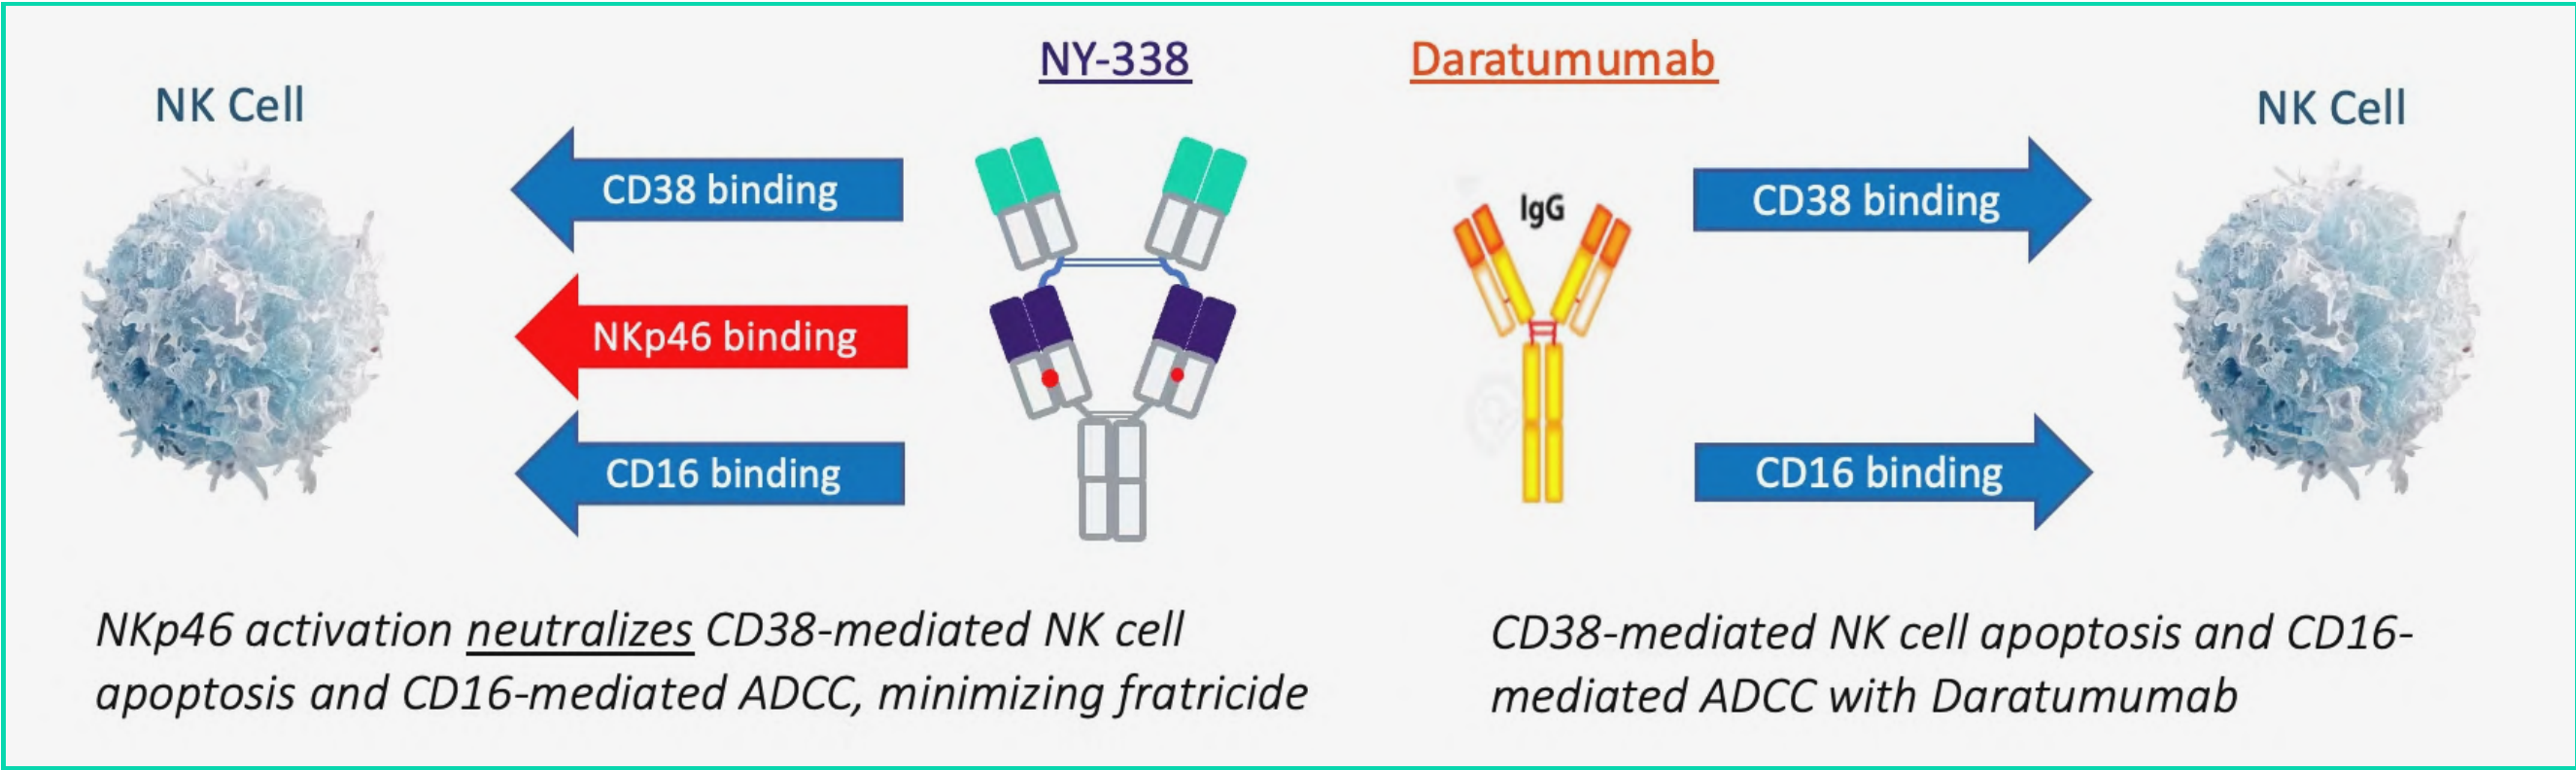 NY-338
Daratumumab
NK Cell
NK Cell
CD38 binding
NKp46 binding
CD16 binding
IgG
CD38 binding
CD16 binding
NKp46 activation neutralizes CD38-mediated NK cell
apoptosis and CD16-mediated ADCC, minimizing fratricide
CD38-mediated NK cell apoptosis and CD16-
mediated ADCC with Daratumumab